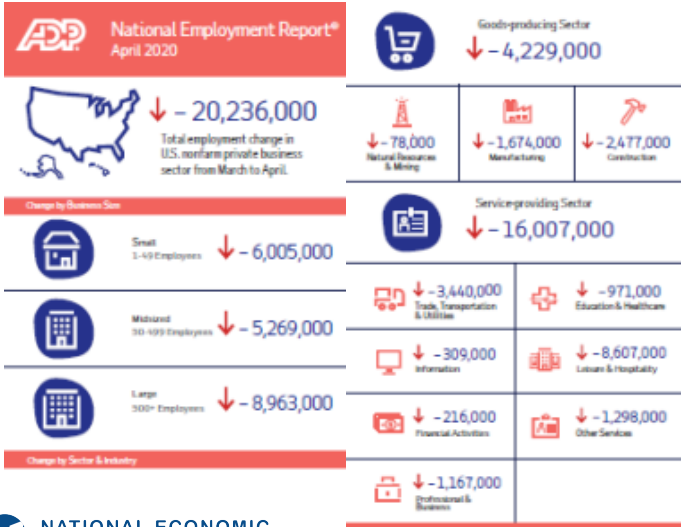 ADP
National Employment Report®
April 2020
– 20,236,000
Total employment change in
U.S. nonfarm private business
sector from March to April.
Change by Business Size
Small
1-49 Employees
– 6,005,000
Midsized
50-499 Employees
– 5,269,000
Large
500+ Employees
– 8,963,000
Change by Sector & Industry
Goods-producing Sector
– 4,229,000
–78,000
Natural Resources
& Mining
–1,674,000
Manufacturing
–2,477,000
Construction
Service-providing Sector
–16,007,000
–3,440,000
Trade, Transportation
& Utilities
–971,000
Education & Healthcare
–309,000
Information
–8,607,000
Leisure & Hospitality
–216,000
Financial Activities
–1,298,000
Other Services
–1,167,000
Professional &
Business
NATIONAL ECONOMIC